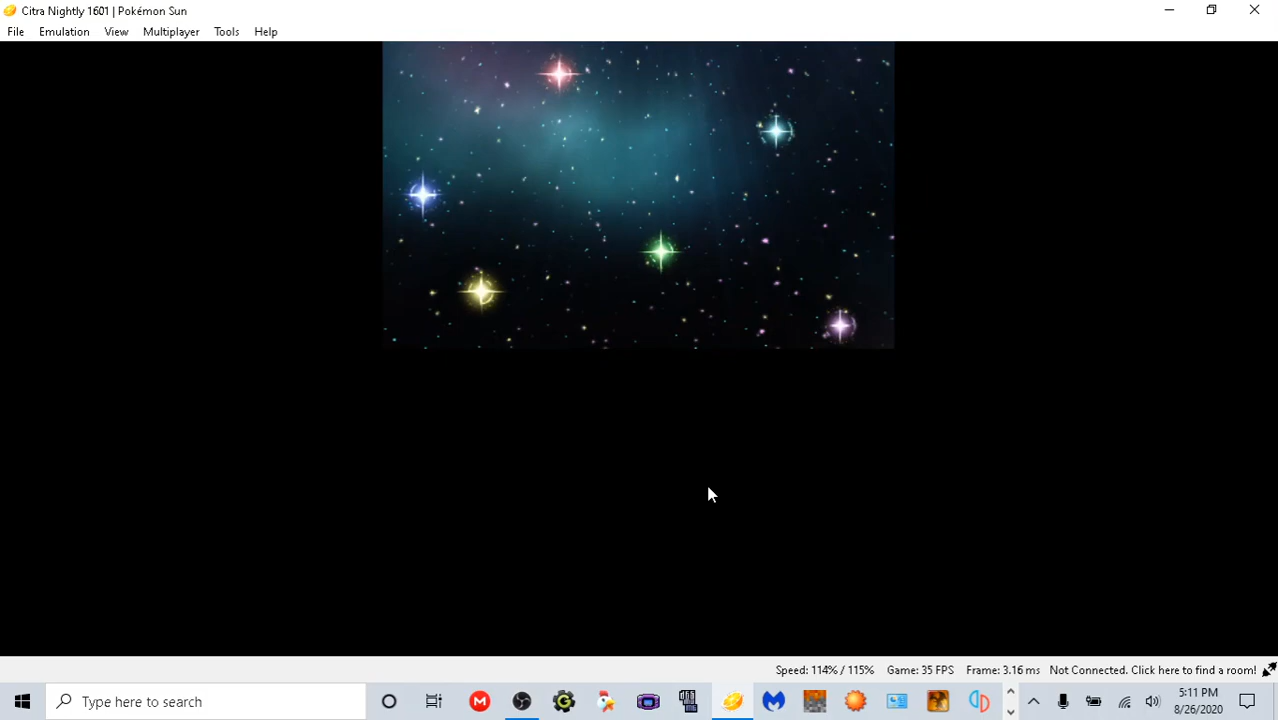 Citra Nightly 1601 | Pokémon Sun
File Emulation View Multiplayer Tools Help
Speed: 114% / 115% Game: 35 FPS Frame: 3.16 ms Not Connected. Click here to find a room!
Type here to search
5:11 PM
8/26/2020